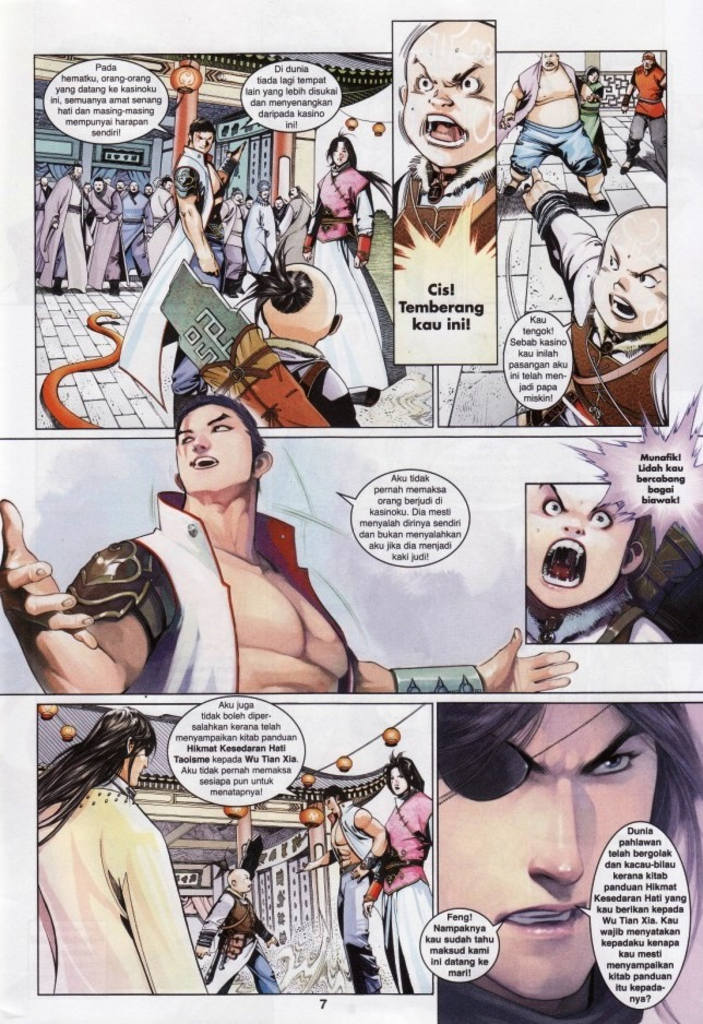 Pada
hematku, orang-orang
yang datang ke kasinoku
ini, semuanya amat senang
dan masing-masing
mempunyai harapan
sendiri!
Di dunia
tiada lagi tempat
lain yang lebih disukai
dan menyenangkan
daripada kasino
ini!
Cis!
Temberang
kau ini!
Kau
tengok!
Sebab kasino
kau inilah
pasangan aku
ini telah men-
jadi papa
miskin!
Aku tidak
pernah memaksa
orang berjudi di
kasinoku. Dia mesti
menyalah dirinya sendiri
dan bukan menyalahkan
aku jika dia menjadi
kaki judi!
Munafik!
Lidah kau
bercabang
bagai
biawak!
Aku juga
tidak boleh diper-
salahkan kerana telah
menyampaikan kitab panduan
Hikmat Kesedaran Hati
Taoisme kepada Wu Tian Xia.
Aku tidak pernah memaksa
sesiapa pun untuk
menatapnya!
Feng!
Nampaknya
kau sudah tahu
maksud kami
ini datang ke
mari!
Dunia
pahlawan
telah bergolak
dan kacau-bilau
kerana kitab
panduan Hikmat
Kesedaran Hati yang
kau berikan kepada
Wu Tian Xia. Kau
wajib menyatakan
kepadaku kenapa
kau mesti
menyampaikan
kitab panduan
itu kepada-
nya?
7